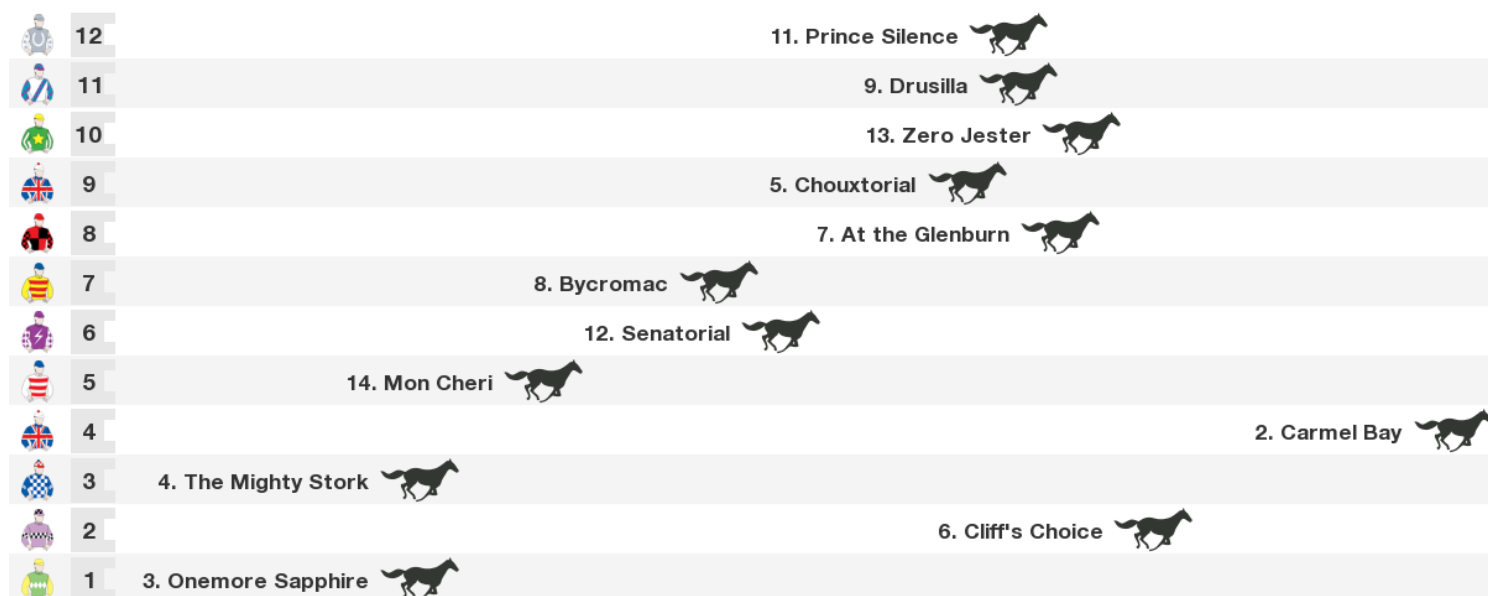 12 11. Prince Silence
11 9. Drusilla
10 13. Zero Jester
9 5. Chouxtorial
8 7. At the Glenburn
7 8. Bycromac
6 12. Senatorial
5 14. Mon Cheri
4 2. Carmel Bay
3 4. The Mighty Stork
2 6. Cliff's Choice
1 3. Onemore Sapphire